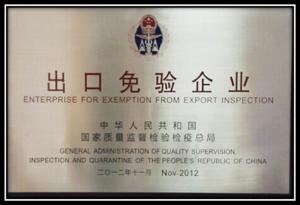 出口免验企业
ENTERPRISE FOR EXEMPTION FROM EXPORT INSPECTION
中华人民共和国
国家质量监督检验检疫总局
GENERAL ADMINISTRATION OF QUALITY SUPERVISION,
INSPECTION AND QUARANTINE OF THE PEOPLE'S REPUBLIC OF CHINA
二〇一二年十一月 Nov 2012